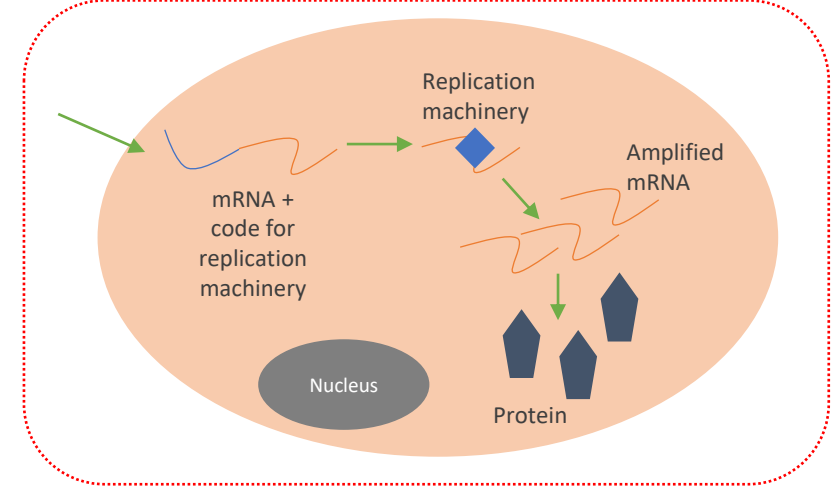 Replication
machinery
Amplified
mRNA
mRNA +
code for
replication
machinery
Nucleus
Protein